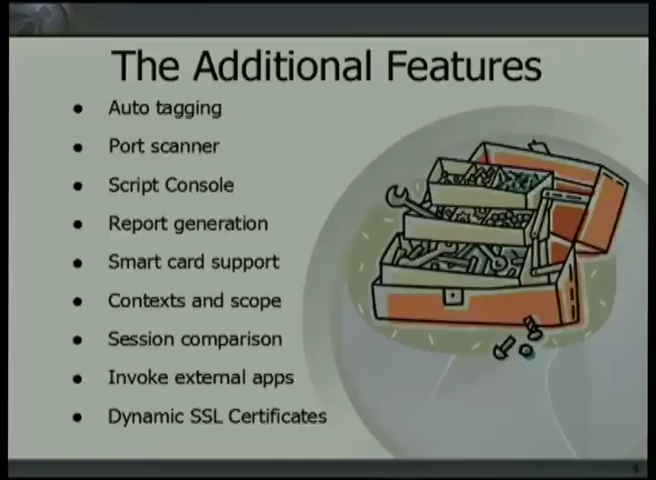 The Additional Features
• Auto tagging
• Port scanner
• Script Console
• Report generation
• Smart card support
• Contexts and scope
• Session comparison
• Invoke external apps
• Dynamic SSL Certificates